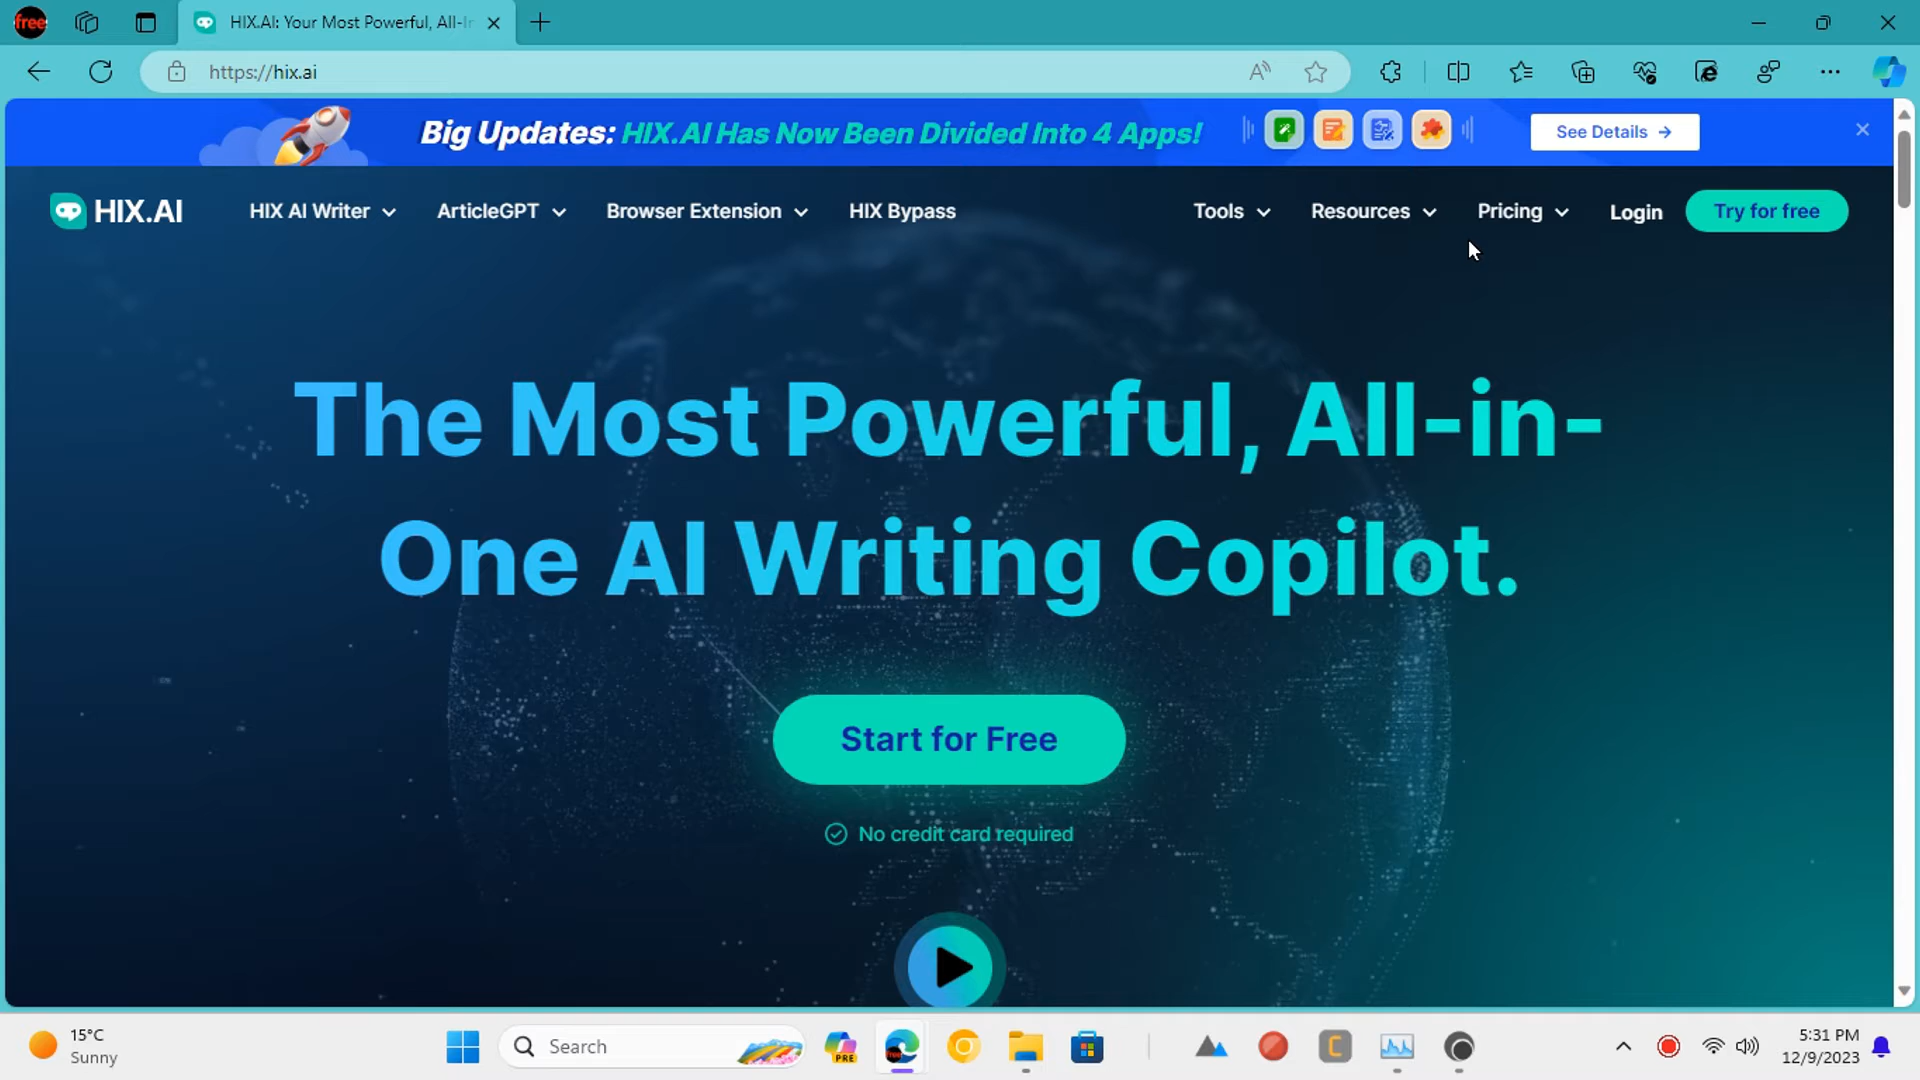 free
HIX.AI: Your Most Powerful, All-In
https://hix.ai
Big Updates: HIX.AI Has Now Been Divided Into 4 Apps!
See Details →
HIX.AI
HIX AI Writer
ArticleGPT
Browser Extension
HIX Bypass
Tools
Resources
Pricing
Login
Try for free
The Most Powerful, All-in-
One AI Writing Copilot.
Start for Free
No credit card required
15°C
Sunny
Search
PRE
free
C
5:31 PM
12/9/2023